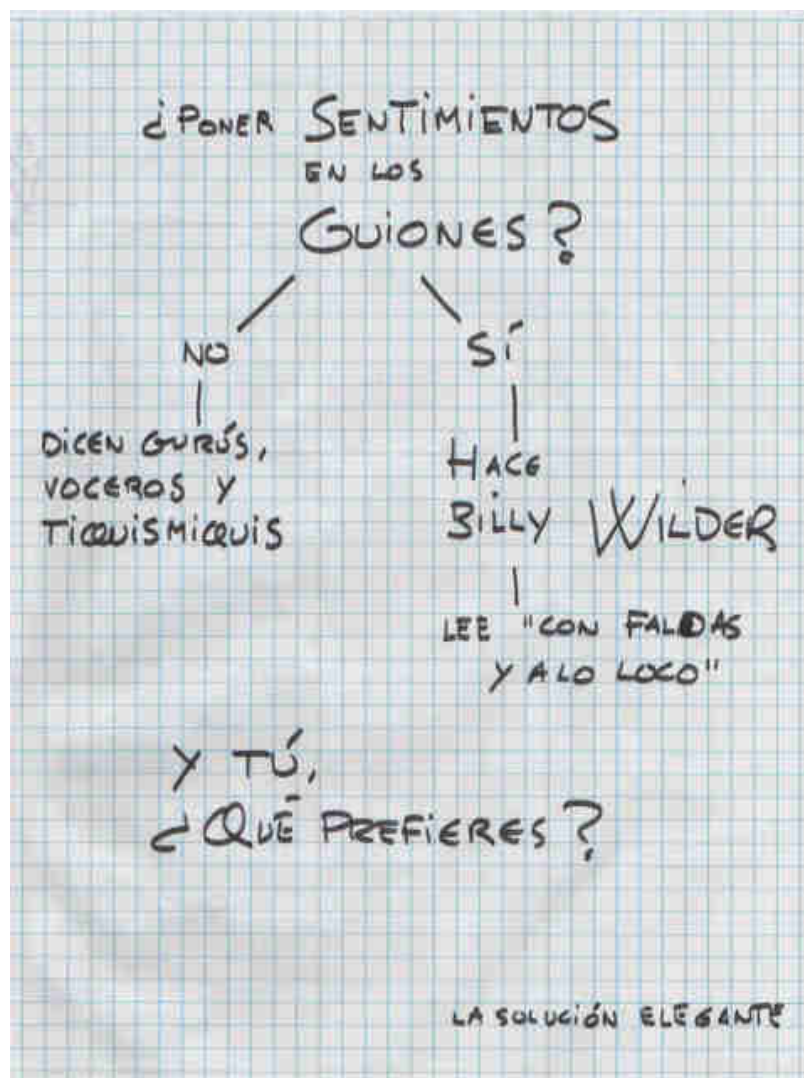 ¿PONER SENTIMIENTOS
EN LOS
GUIONES?
NO
SÍ
DICEN GURÚS,
VOCEROS Y
TIQUISMIQUIS
HACE
BILLY WILDER
LEE "CON FALDAS
Y A LO LOCO"
Y TÚ,
¿QUÉ PREFIERES?
LA SOLUCIÓN ELEGANTE